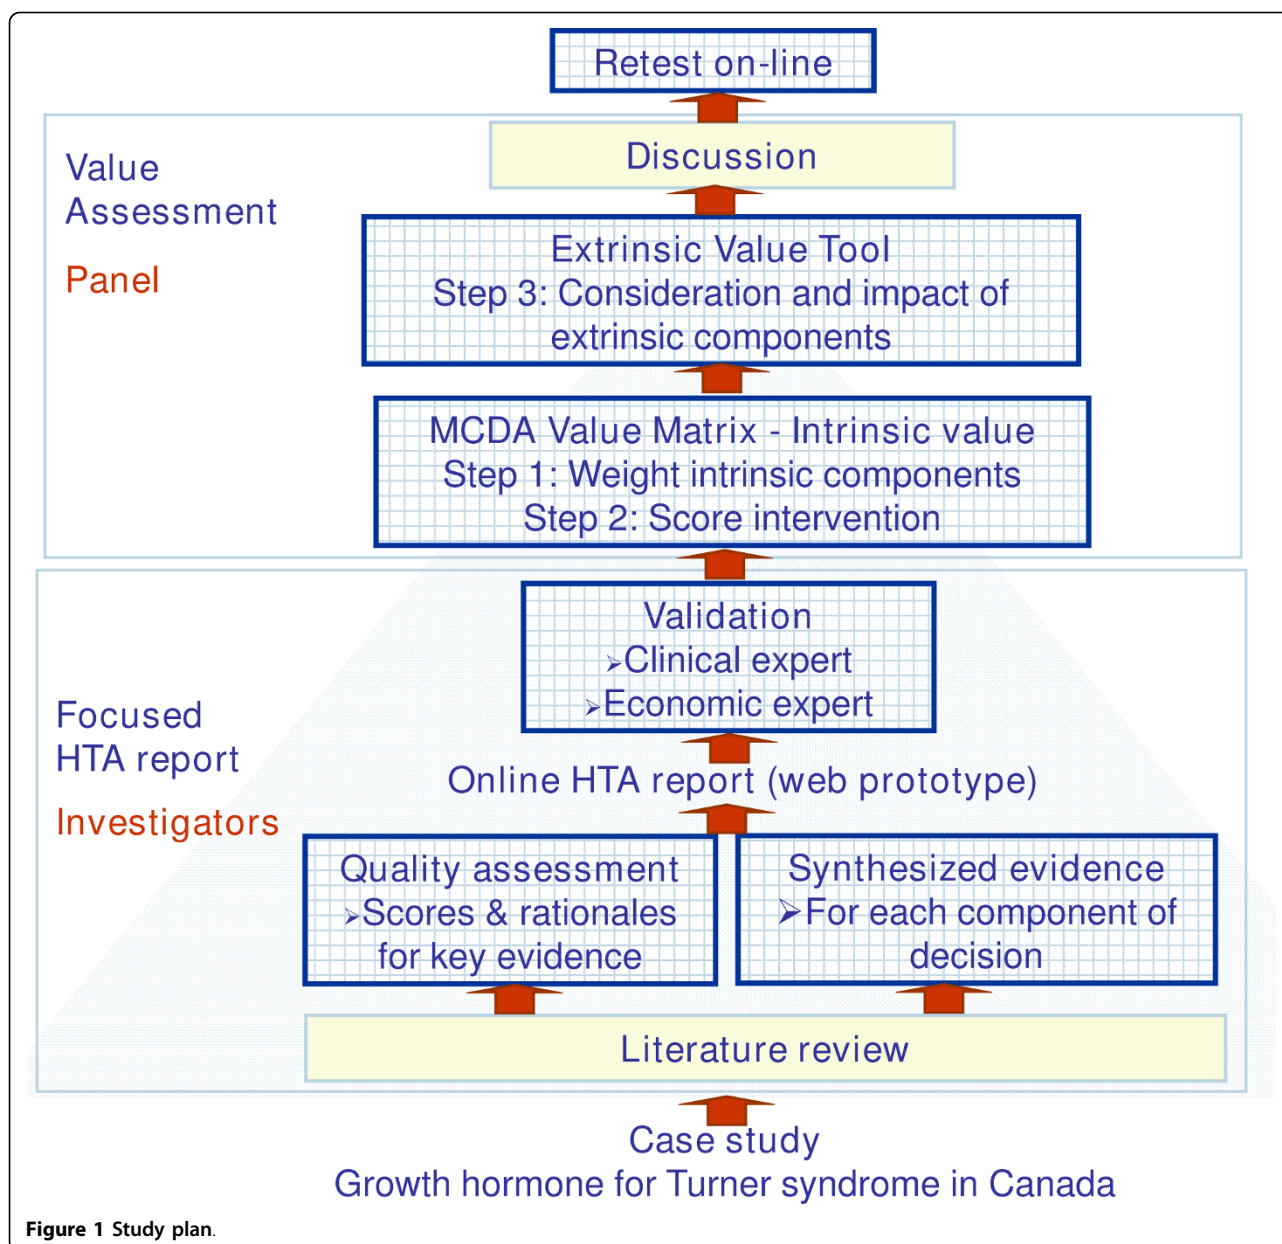 Retest on-line
Discussion
Value
Assessment
Panel
Extrinsic Value Tool
Step 3: Consideration and impact of
extrinsic components
MCDA Value Matrix - Intrinsic value
Step 1: Weight intrinsic components
Step 2: Score intervention
Validation
➢Clinical expert
➢Economic expert
Focused
HTA report
Investigators
Online HTA report (web prototype)
Quality assessment
➢Scores & rationales
for key evidence
Synthesized evidence
➢For each component of
decision
Literature review
Case study
Growth hormone for Turner syndrome in Canada
Figure 1 Study plan.